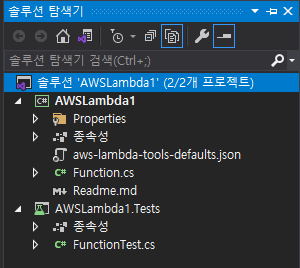 솔루션 탐색기
솔루션 탐색기 검색(Ctrl+;)
솔루션 'AWSLambda1' (2/2개 프로젝트)
AWSLambda1
Properties
종속성
aws-lambda-tools-defaults.json
C# Function.cs
M↓ Readme.md
AWSLambda1.Tests
종속성
C# FunctionTest.cs